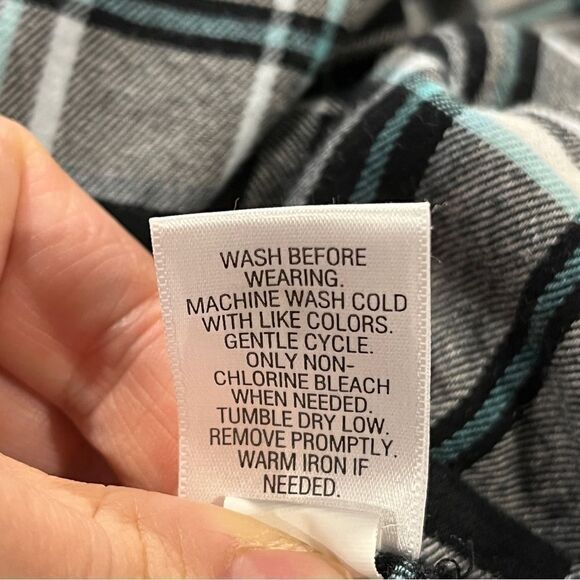 WASH BEFORE
WEARING.
MACHINE WASH COLD
WITH LIKE COLORS.
GENTLE CYCLE.
ONLY NON-
CHLORINE BLEACH
WHEN NEEDED.
TUMBLE DRY LOW.
REMOVE PROMPTLY.
WARM IRON IF
NEEDED.